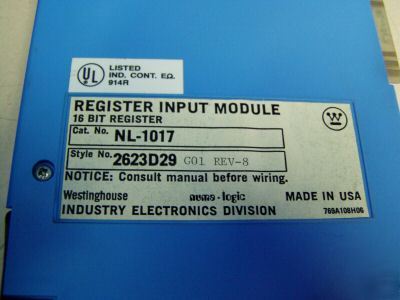 UL
LISTED
IND. CONT. EQ.
914R
REGISTER INPUT MODULE
16 BIT REGISTER
W
Cat. No. NL-1017
Style No. 2623D29 G01 REV-8
NOTICE: Consult manual before wiring.
Westinghouse numa-logic MADE IN USA
INDUSTRY ELECTRONICS DIVISION 769A108H06